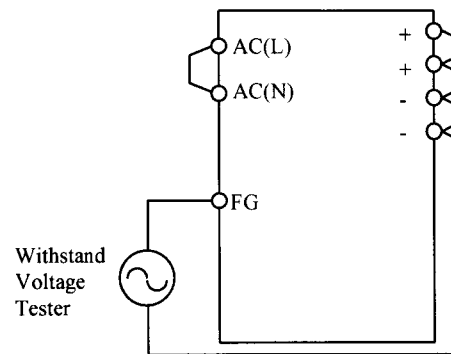 AC(L)
AC(N)
+
+
-
-
FG
Withstand
Voltage
Tester